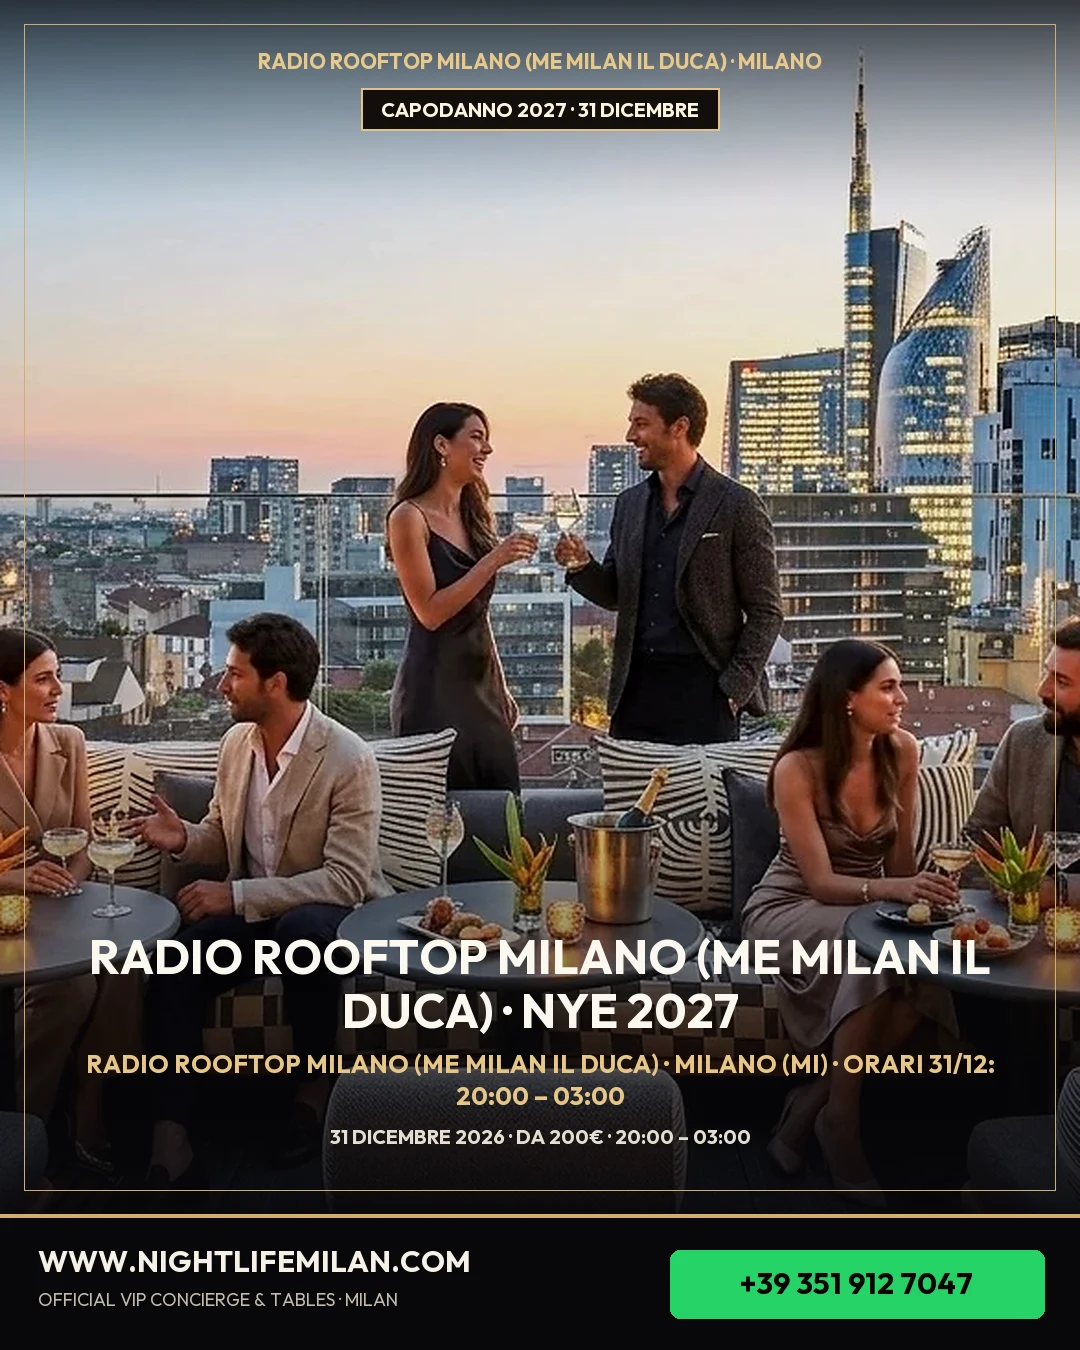 RADIO ROOFTOP MILANO (ME MILAN IL DUCA) · MILANO
CAPODANNO 2027 · 31 DICEMBRE
RADIO ROOFTOP MILANO (ME MILAN IL
DUCA) · NYE 2027
RADIO ROOFTOP MILANO (ME MILAN IL DUCA) · MILANO (MI) · ORARI 31/12:
20:00 – 03:00
31 DICEMBRE 2026 · DA 200€ · 20:00 – 03:00
WWW.NIGHTLIFEMILAN.COM
OFFICIAL VIP CONCIERGE & TABLES · MILAN
+39 351 912 7047